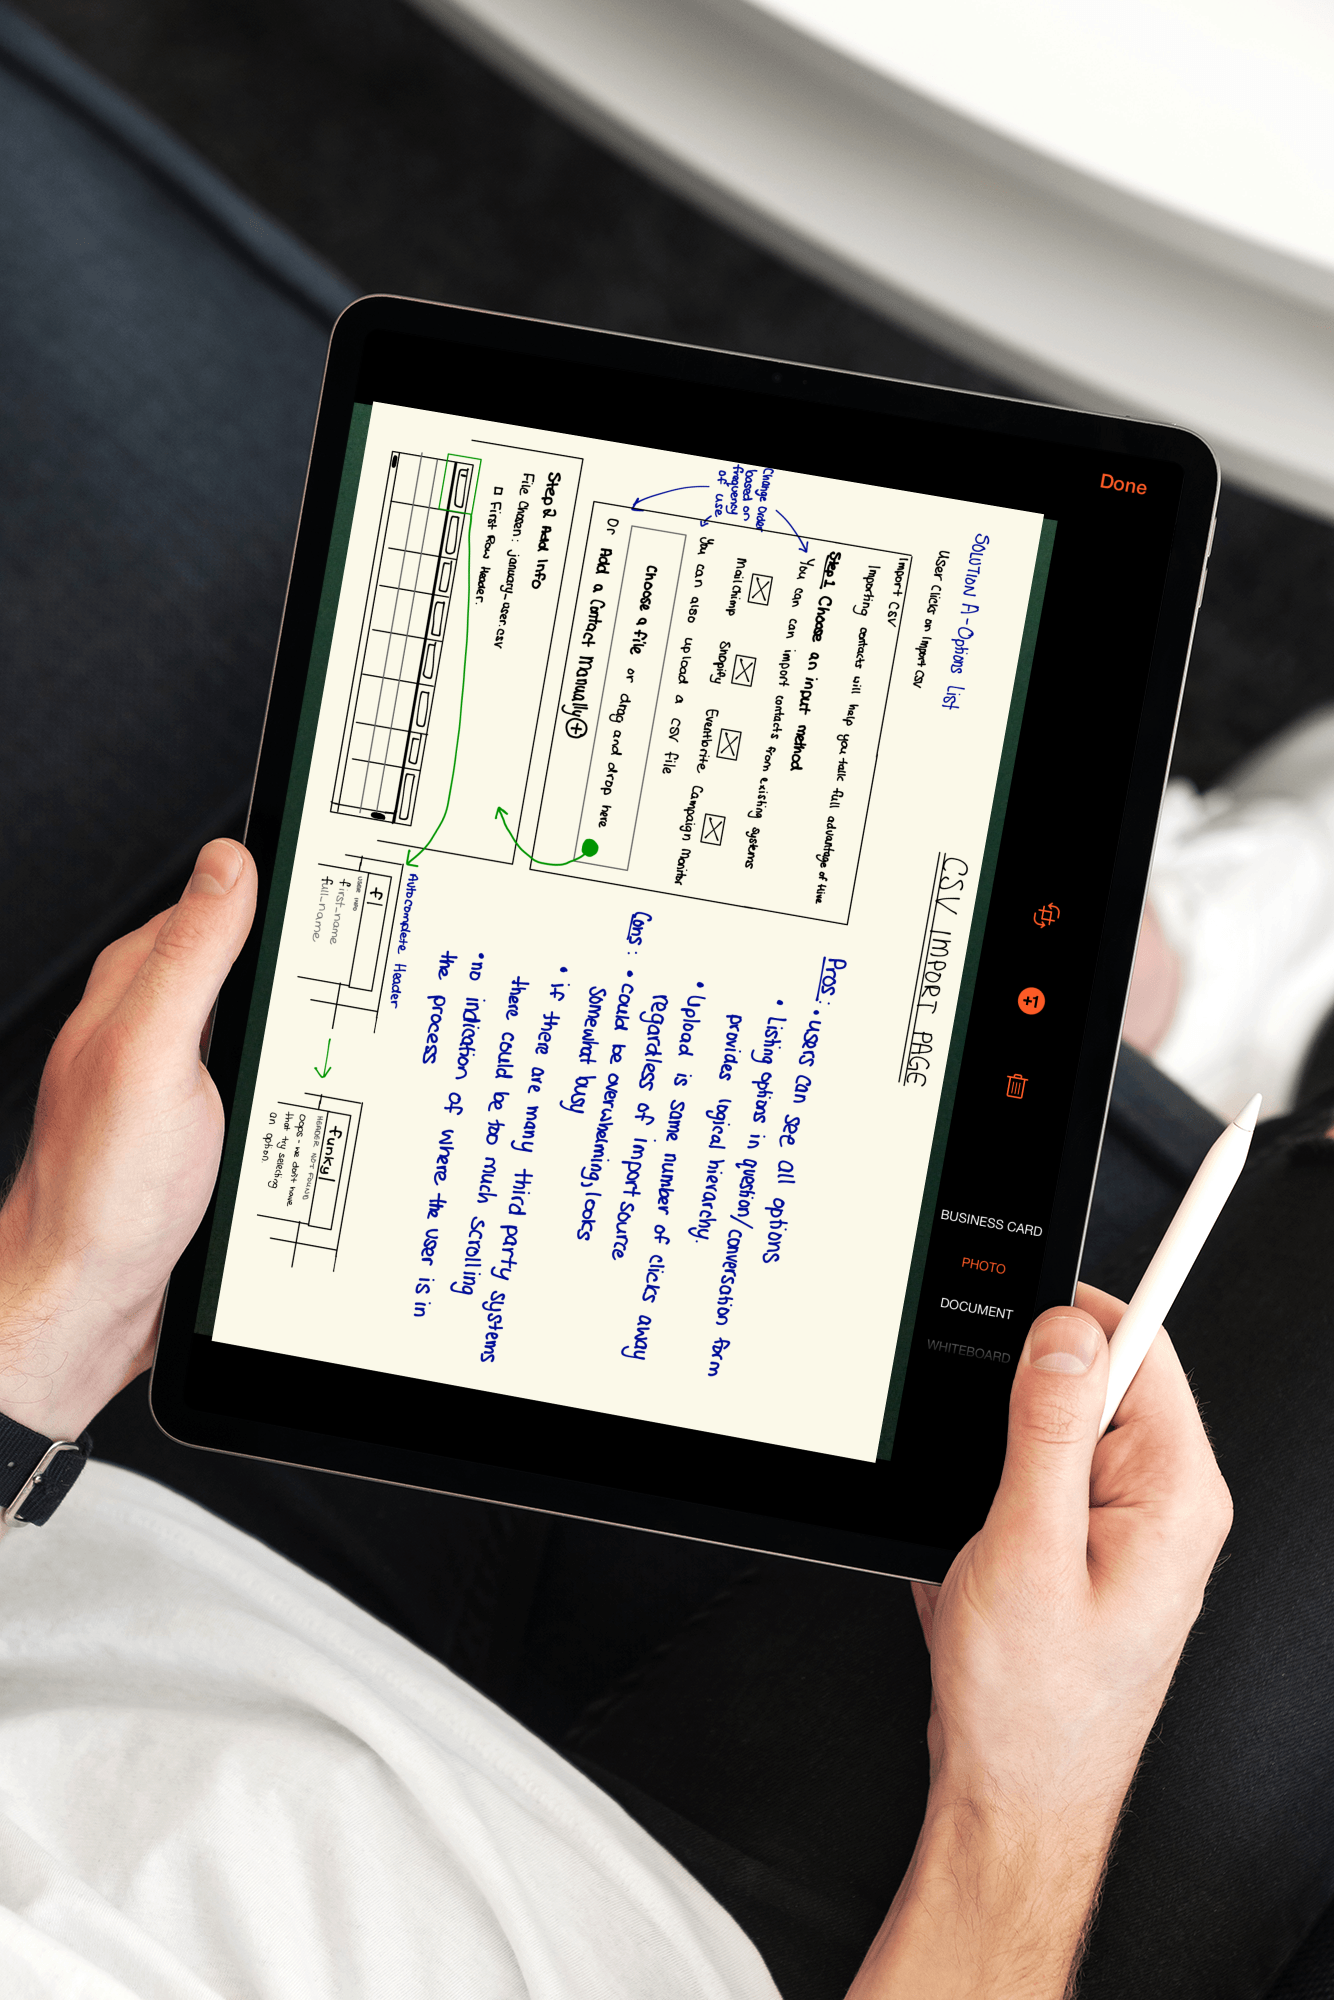 Done
BUSINESS CARD
PHOTO
DOCUMENT
WHITEBOARD
+1
CSV IMPORT PAGE
SOLUTION A - Options List
User Clicks on Import CSV
Import CSV
Importing contacts will help you take full advantage of Hive
Step 1 Choose an input method
You can can import contacts from existing systems
Mailchimp Shopify Eventbrite Campaign Monitor
You can also upload a CSV file
Choose a file or drag and drop here
Or Add a Contact Manually +
Change Order
based on
frequency
of use
Step 2 Add Info
File Chosen: january-user.csv
First Row Header.
Autocomplete Header
fl
USER INFO
first-name
full-name
funky|
HEADER NOT FOUND
oops - we don't have
that try selecting
an option.
Pros: • users can see all options
• Listing options in question/conversation form
provides logical hierarchy.
• Upload is same number of clicks away
regardless of import source
Cons: • could be overwhelming, looks
somewhat busy
• if there are many third party systems
there could be too much scrolling
• no indication of where the user is in
the process